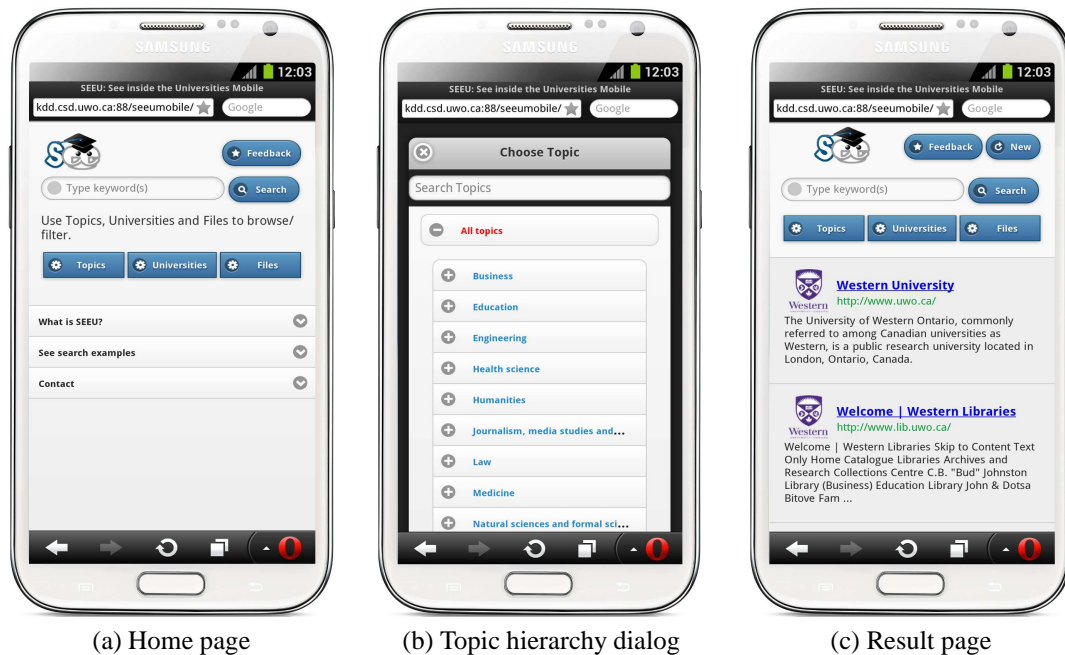 SAMSUNG
12:03
SEEU: See inside the Universities Mobile
kdd.csd.uwo.ca:88/seeumobile/ Google
S
Feedback
Type keyword(s) Search
Use Topics, Universities and Files to browse/
filter.
Topics Universities Files
What is SEEU?
See search examples
Contact
(a) Home page
SAMSUNG
12:03
SEEU: See inside the Universities Mobile
kdd.csd.uwo.ca:88/seeumobile/ Google
Choose Topic
Search Topics
All topics
Business
Education
Engineering
Health science
Humanities
Journalism, media studies and...
Law
Medicine
Natural sciences and formal sci...
(b) Topic hierarchy dialog
SAMSUNG
12:03
SEEU: See inside the Universities Mobile
kdd.csd.uwo.ca:88/seeumobile/ Google
S
Feedback New
Type keyword(s) Search
Topics Universities Files
Western
Western University
http://www.uwo.ca/
The University of Western Ontario, commonly
referred to among Canadian universities as
Western, is a public research university located in
London, Ontario, Canada.
Western
Welcome | Western Libraries
http://www.lib.uwo.ca/
Welcome | Western Libraries Skip to Content Text
Only Home Catalogue Libraries Archives and
Research Collections Centre C.B. "Bud" Johnston
Library (Business) Education Library John & Dotsa
Bitove Fam ...
(c) Result page